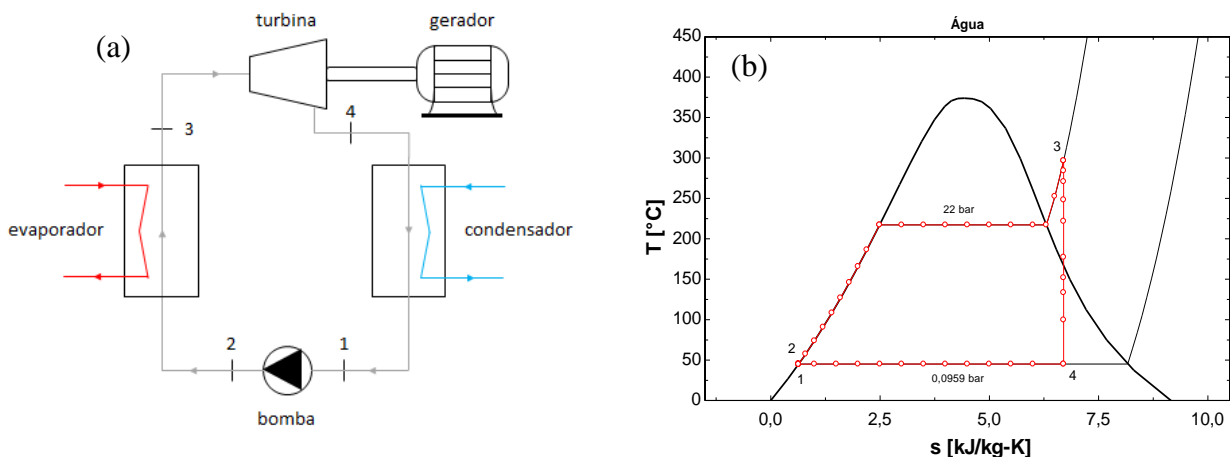 (a)
turbina
gerador
4
3
evaporador
condensador
2
1
bomba
Água
(b)
T [°C]
450
400
350
300
250
200
150
100
50
0
3
22 bar
2
1
4
0,0959 bar
0,0
2,5
5,0
7,5
10,0
s [kJ/kg-K]